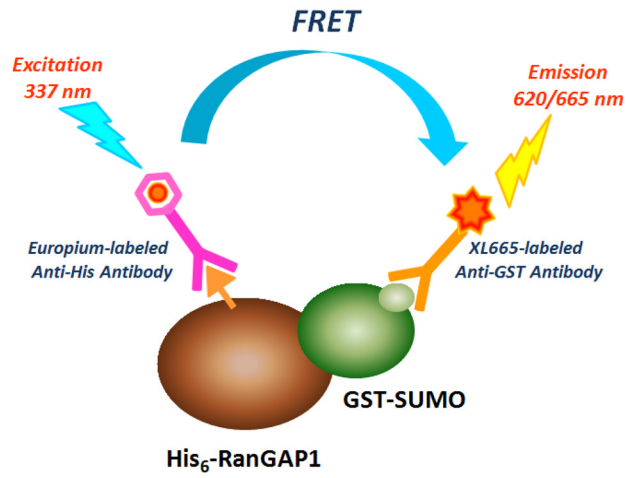 FRET
Excitation
337 nm
Emission
620/665 nm
Europium-labeled
Anti-His Antibody
XL665-labeled
Anti-GST Antibody
GST-SUMO
His₆-RanGAP1